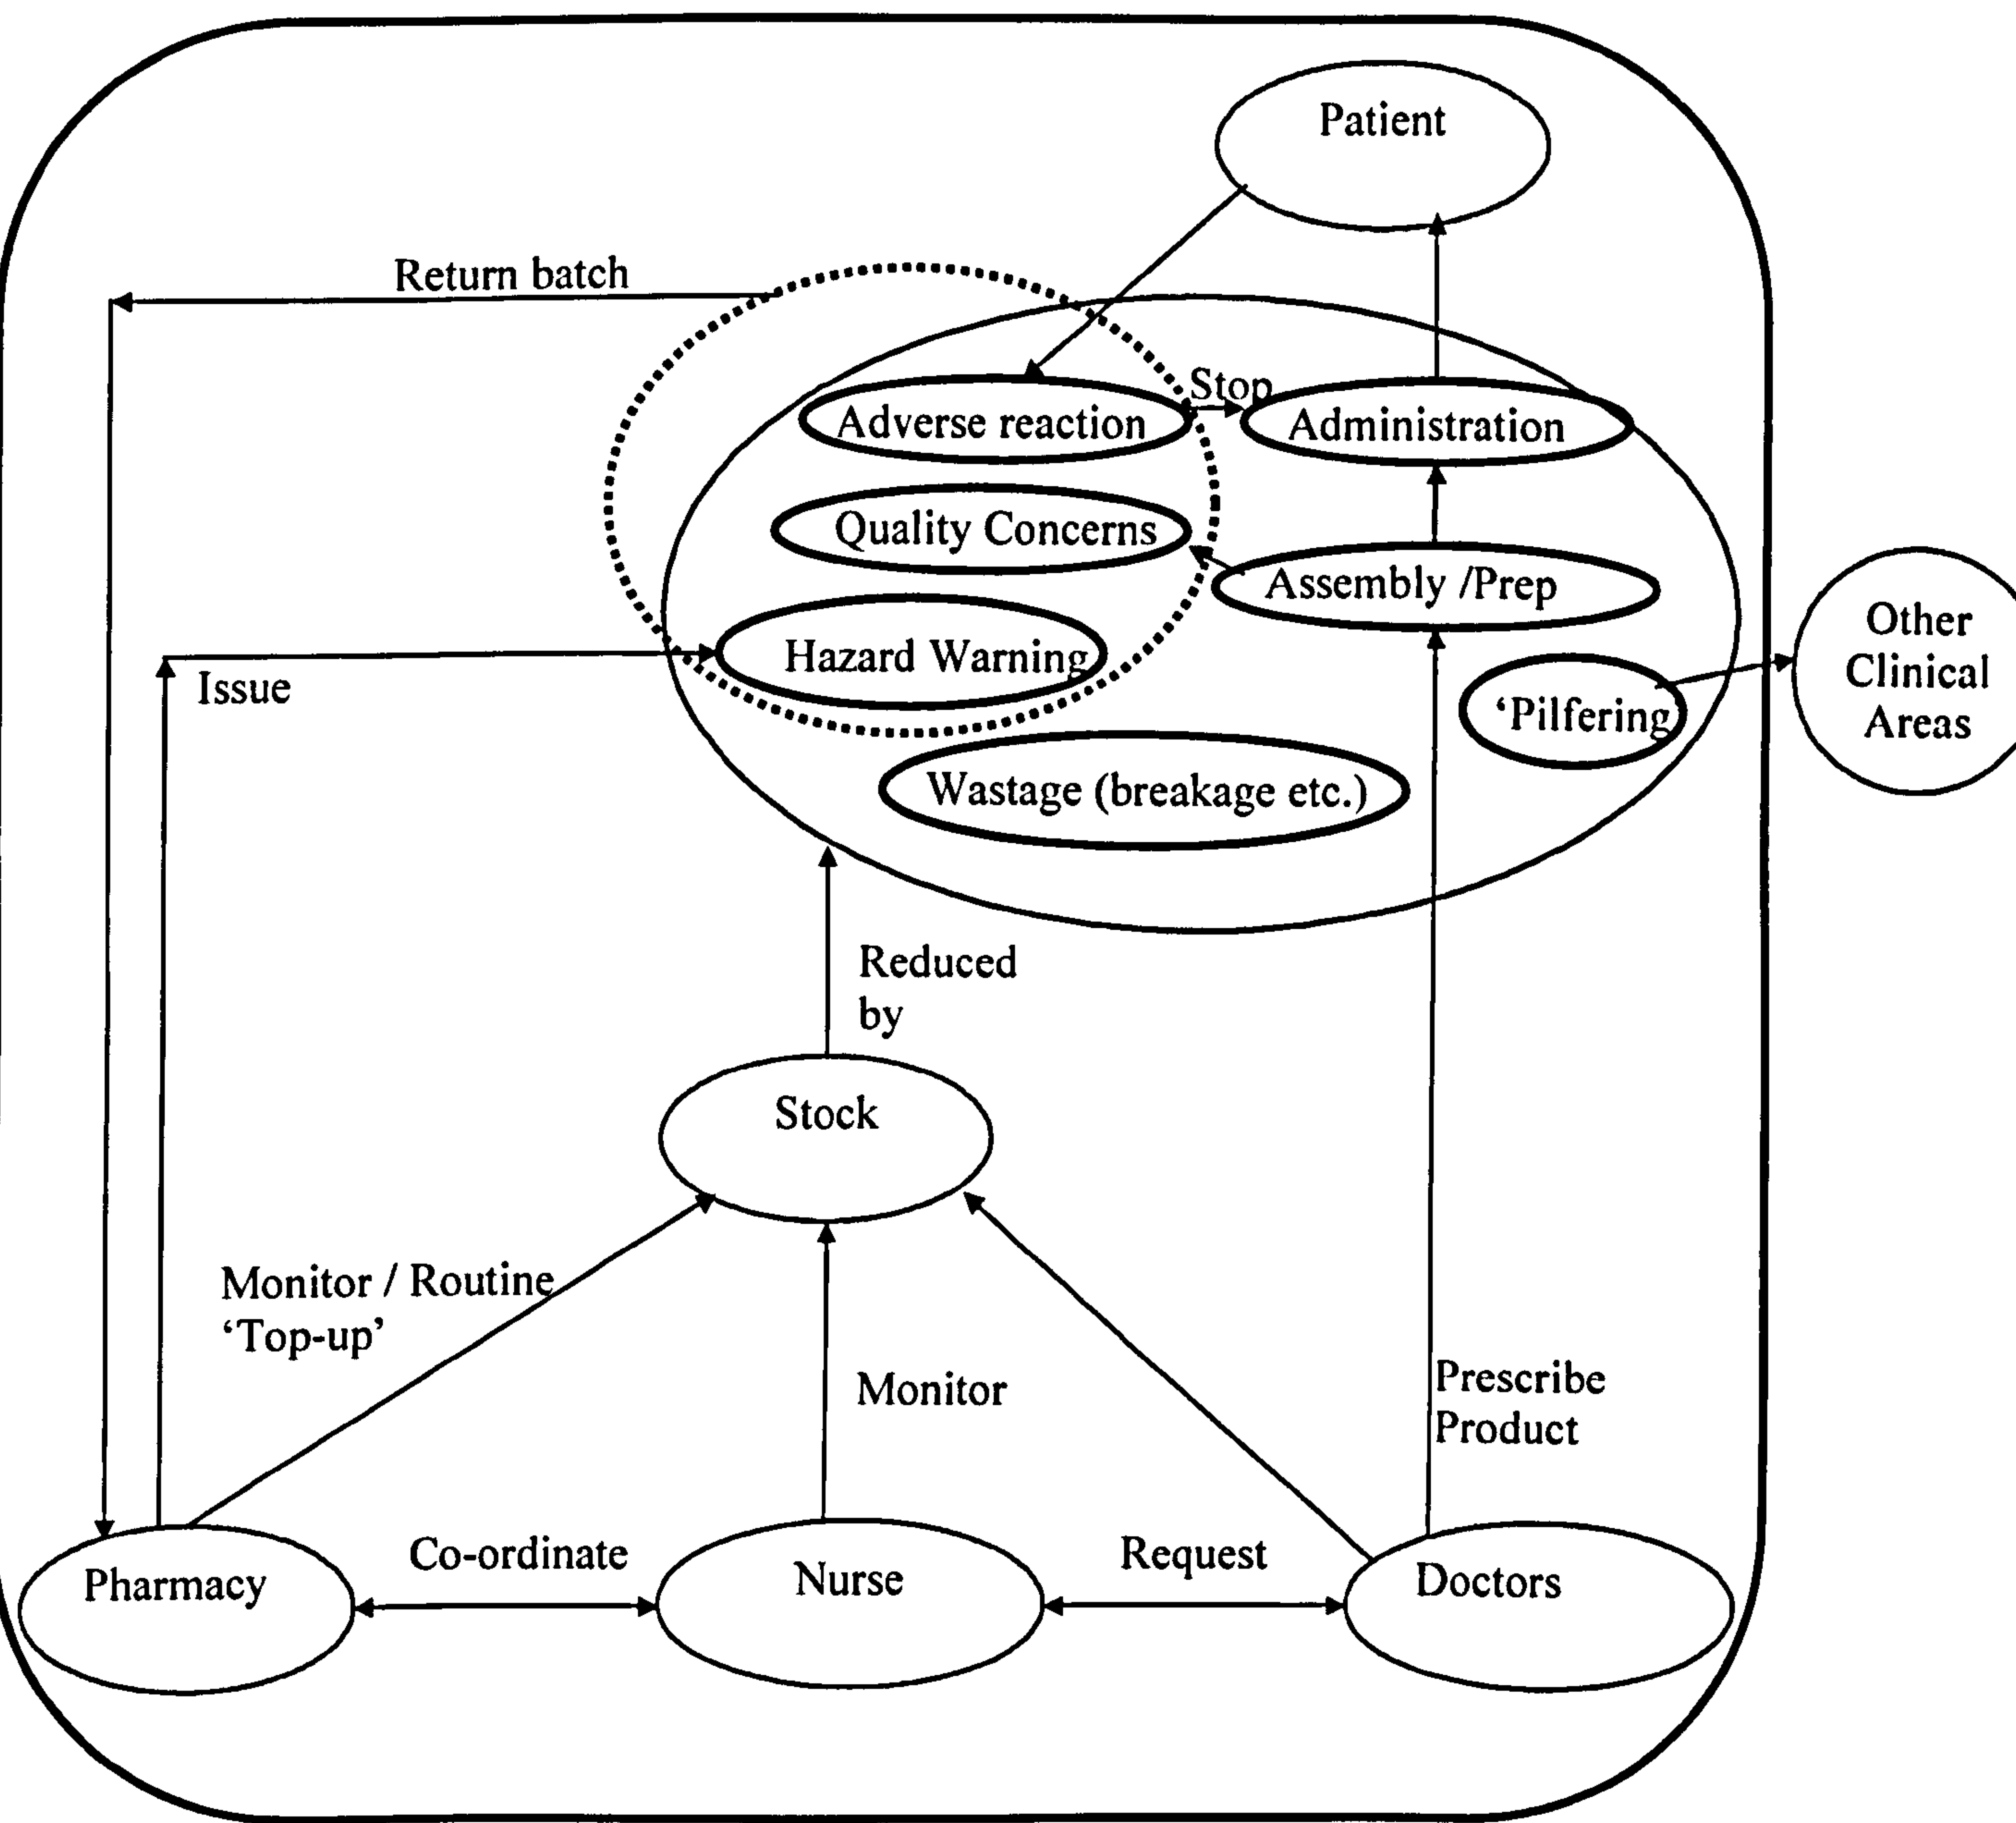 Patient
Return batch
Stop
Adverse reaction
Administration
Quality Concerns
Assembly /Prep
Hazard Warning
Issue
‘Pilfering
Other
Clinical
Areas
Wastage (breakage etc.)
Reduced
by
Stock
Monitor / Routine
‘Top-up’
Monitor
Prescribe
Product
Co-ordinate
Request
Pharmacy
Nurse
Doctors